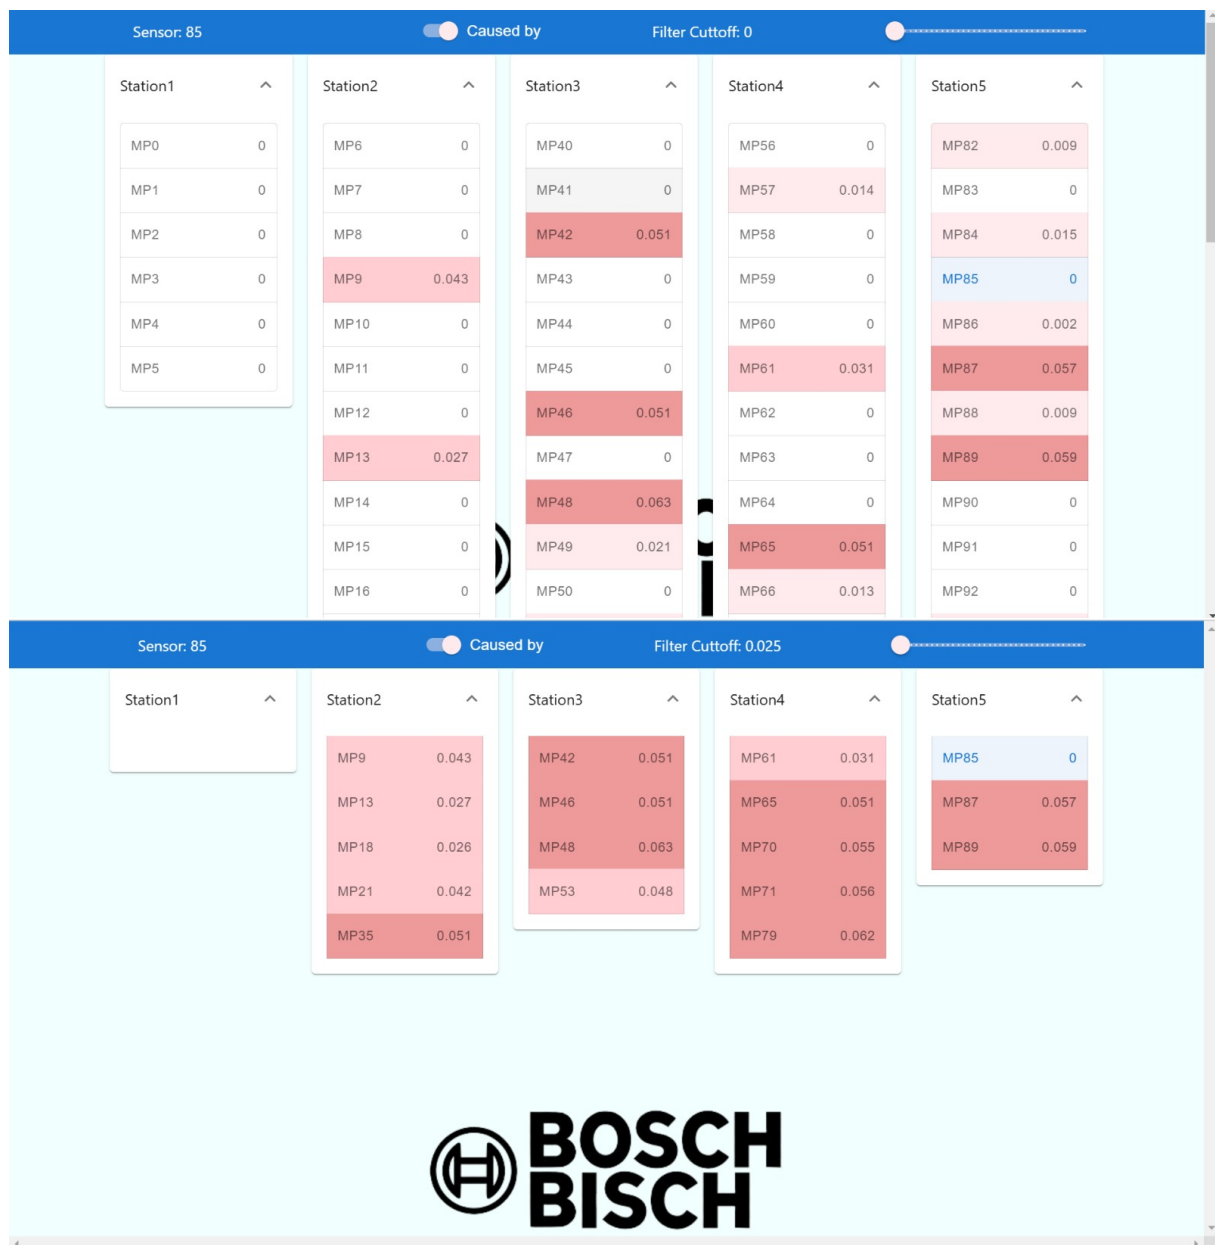 Sensor: 85 Caused by Filter Cuttoff: 0
Station1 Station2 Station3 Station4 Station5
MP0 0 MP6 0 MP40 0 MP56 0 MP82 0.009
MP1 0 MP7 0 MP41 0 MP57 0.014 MP83 0
MP2 0 MP8 0 MP42 0.051 MP58 0 MP84 0.015
MP3 0 MP9 0.043 MP43 0 MP59 0 MP85 0
MP4 0 MP10 0 MP44 0 MP60 0 MP86 0.002
MP5 0 MP11 0 MP45 0 MP61 0.031 MP87 0.057
MP12 0 MP46 0.051 MP62 0 MP88 0.009
MP13 0.027 MP47 0 MP63 0 MP89 0.059
MP14 0 MP48 0.063 MP64 0 MP90 0
MP15 0 MP49 0.021 MP65 0.051 MP91 0
MP16 0 MP50 0 MP66 0.013 MP92 0
Sensor: 85 Caused by Filter Cuttoff: 0.025
Station1 Station2 Station3 Station4 Station5
MP9 0.043 MP42 0.051 MP61 0.031 MP85 0
MP13 0.027 MP46 0.051 MP65 0.051 MP87 0.057
MP18 0.026 MP48 0.063 MP70 0.055 MP89 0.059
MP21 0.042 MP53 0.048 MP71 0.056
MP35 0.051 MP79 0.062
BOSCH
BISCH